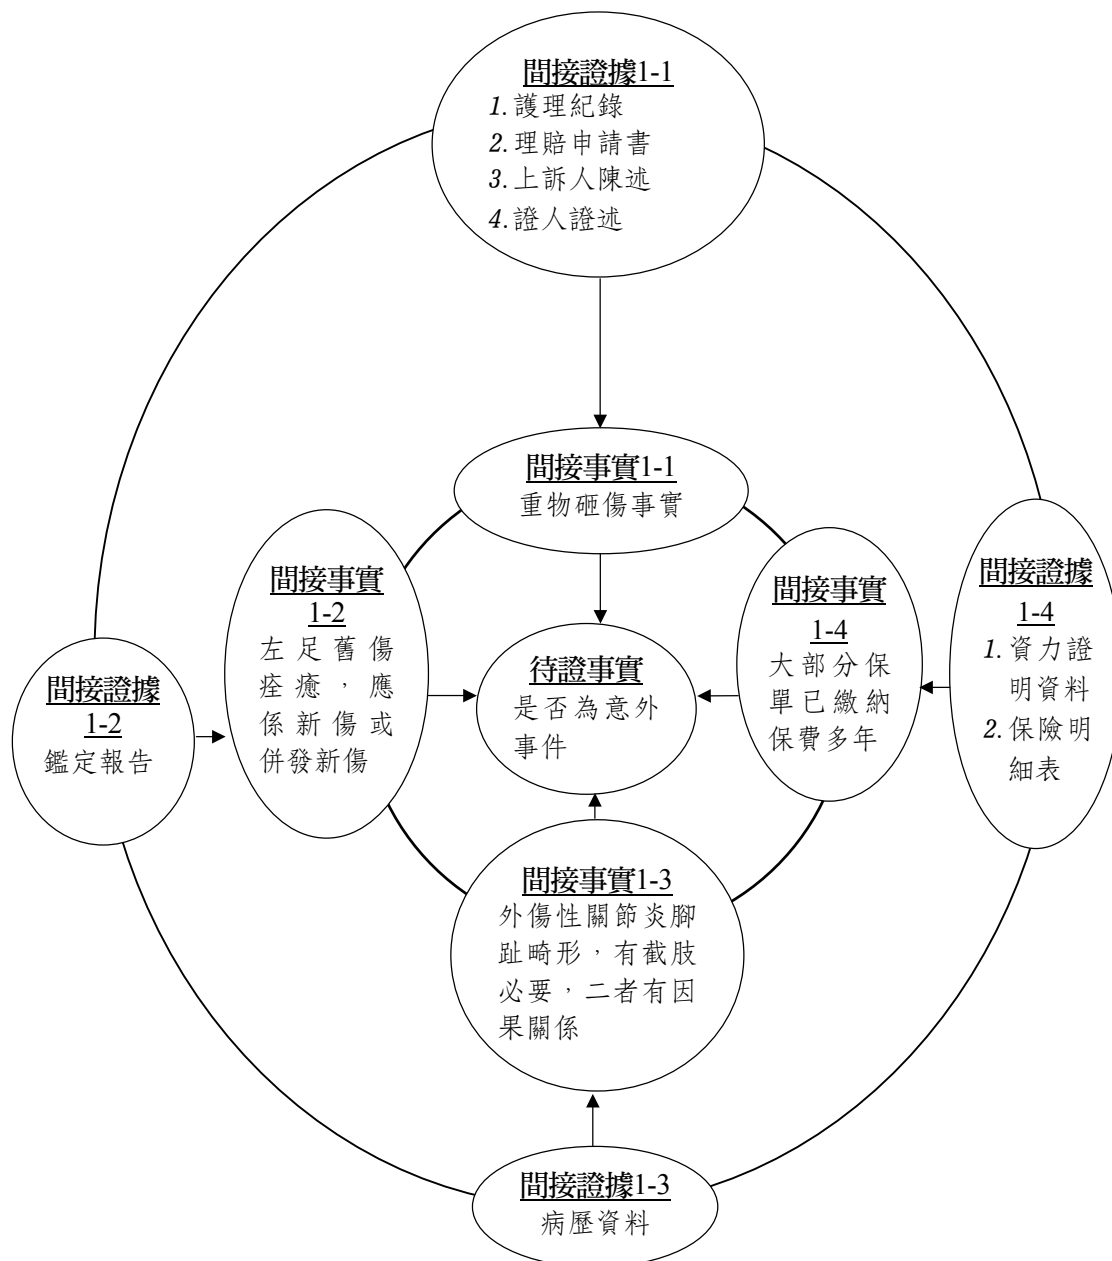 間接證據1-1
1.護理紀錄
2.理賠申請書
3.上訴人陳述
4.證人證述
間接事實1-1
重物砸傷事實
間接事實
1-2
左足舊傷
痊癒，應
係新傷或
併發新傷
間接事實
1-4
大部分保
單已繳納
保費多年
間接證據
1-4
1.資力證
明資料
2.保險明
細表
待證事實
是否為意外
事件
間接證據
1-2
鑑定報告
間接事實1-3
外傷性關節炎腳
趾畸形，有截肢
必要，二者有因
果關係
間接證據1-3
病歷資料